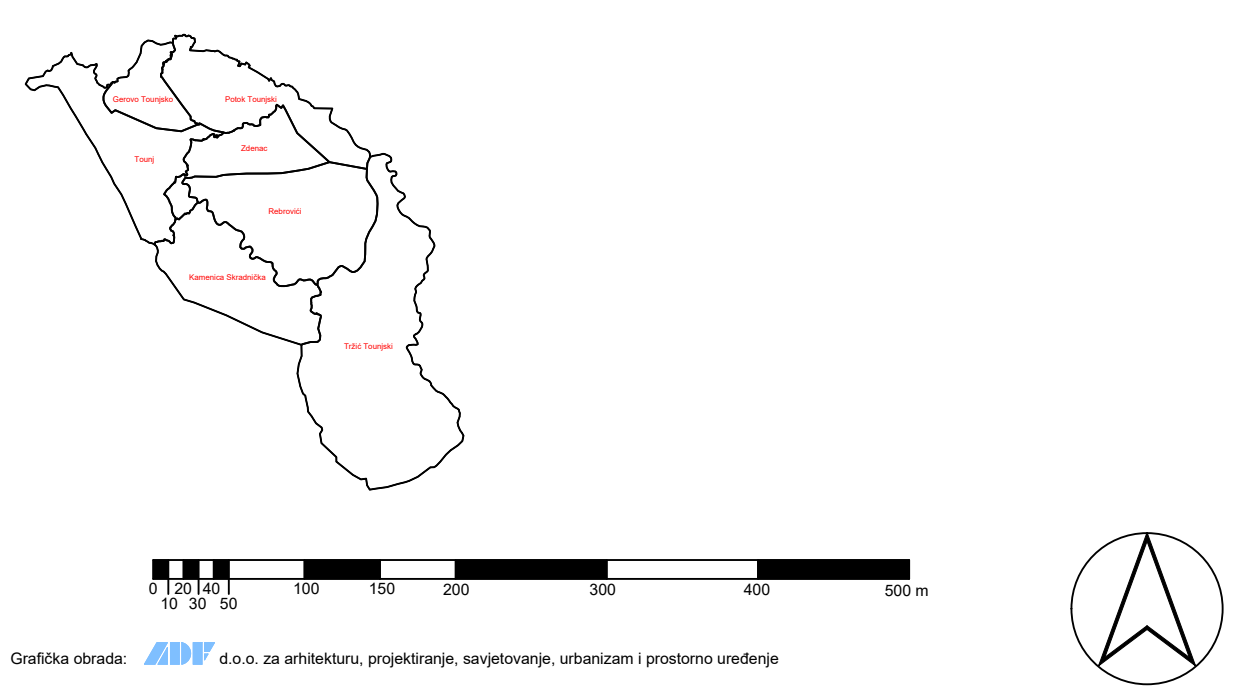 Gerovo Tounjsko
Potok Tounjski
Zdenac
Tounj
Rebrovići
Kamenica Skradnička
Tržić Tounjski
0 20 40 100 150 200 300 400 500 m
10 30 50
Grafička obrada: ADF d.o.o. za arhitekturu, projektiranje, savjetovanje, urbanizam i prostorno uređenje